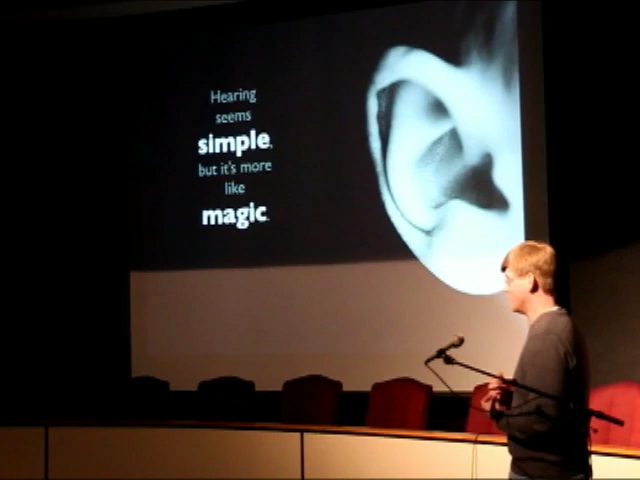 Hearing
seems
simple,
but it's more
like
magic.